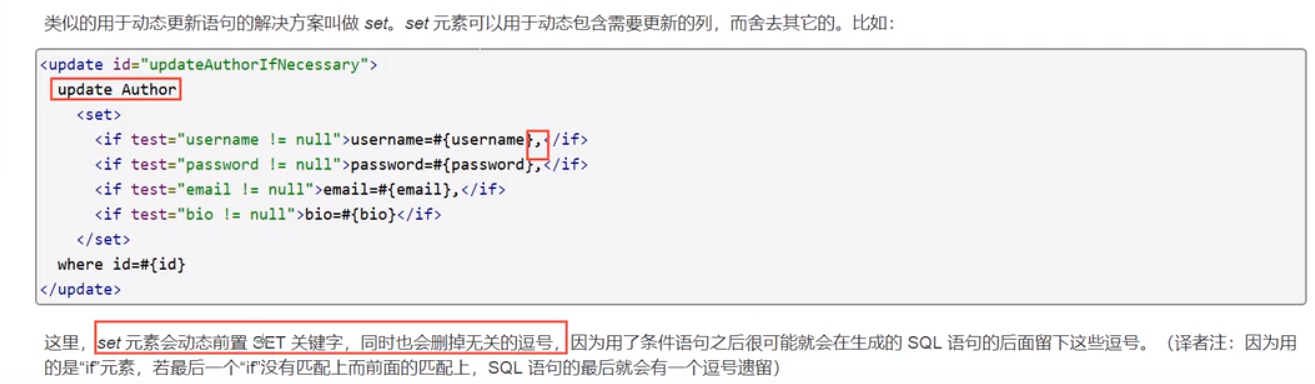 类似的用于动态更新语句的解决方案叫做 set。set 元素可以用于动态包含需要更新的列，而舍去其它的。比如：
<update id="updateAuthorIfNecessary">
  update Author
    <set>
      <if test="username != null">username=#{username},</if>
      <if test="password != null">password=#{password},</if>
      <if test="email != null">email=#{email},</if>
      <if test="bio != null">bio=#{bio}</if>
    </set>
  where id=#{id}
</update>
这里，set 元素会动态前置 SET 关键字，同时也会删掉无关的逗号，因为用了条件语句之后很可能就会在生成的 SQL 语句的后面留下这些逗号。（译者注：因为用
的是“if”元素，若最后一个“if”没有匹配上而前面的匹配上，SQL 语句的最后就会有一个逗号遗留）